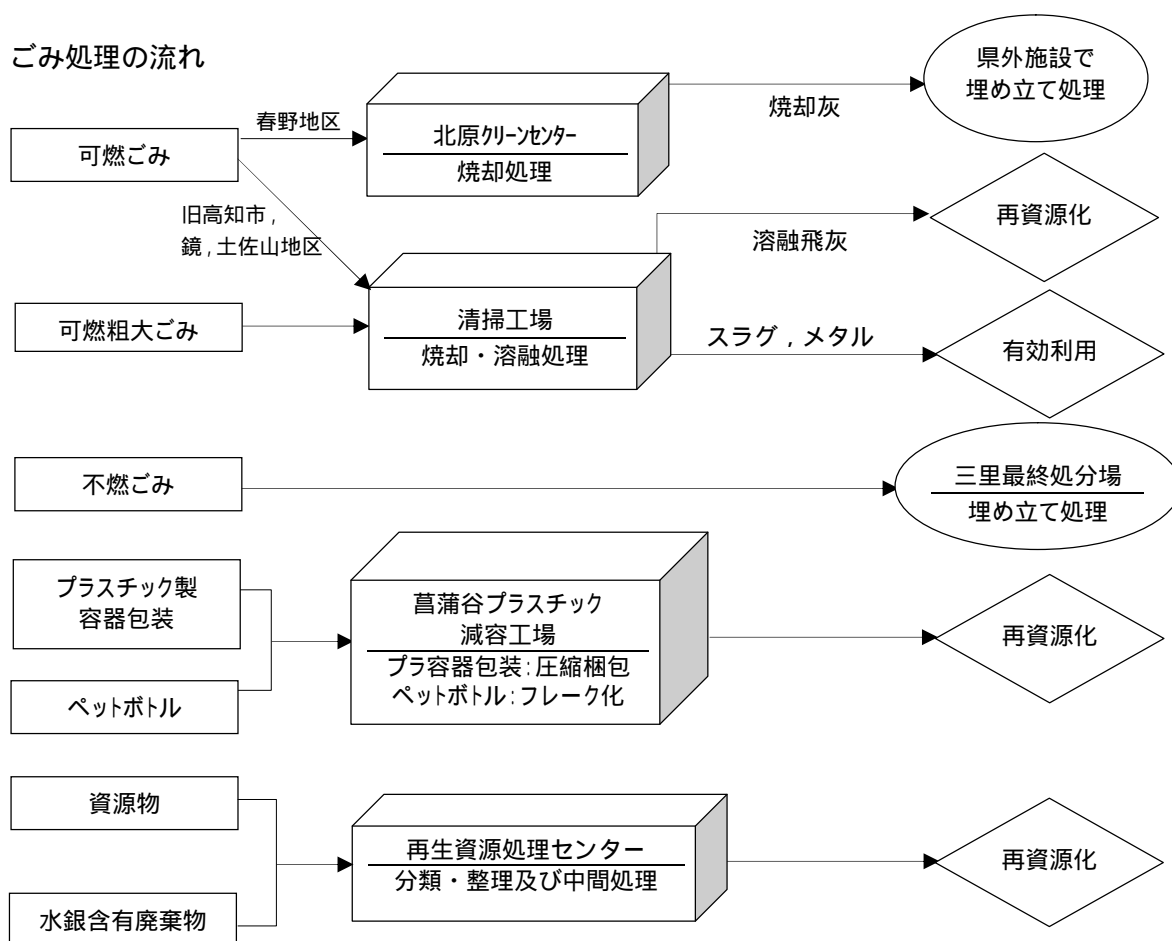 ごみ処理の流れ
県外施設で
埋め立て処理
春野地区
焼却灰
可燃ごみ
北原クリーンセンター
焼却処理
旧高知市，
鏡，土佐山地区
溶融飛灰
再資源化
可燃粗大ごみ
清掃工場
焼却・溶融処理
スラグ，メタル
有効利用
不燃ごみ
三里最終処分場
埋め立て処理
プラスチック製
容器包装
ペットボトル
菖蒲谷プラスチック
減容工場
プラ容器包装：圧縮梱包
ペットボトル：フレーク化
再資源化
資源物
水銀含有廃棄物
再生資源処理センター
分類・整理及び中間処理
再資源化